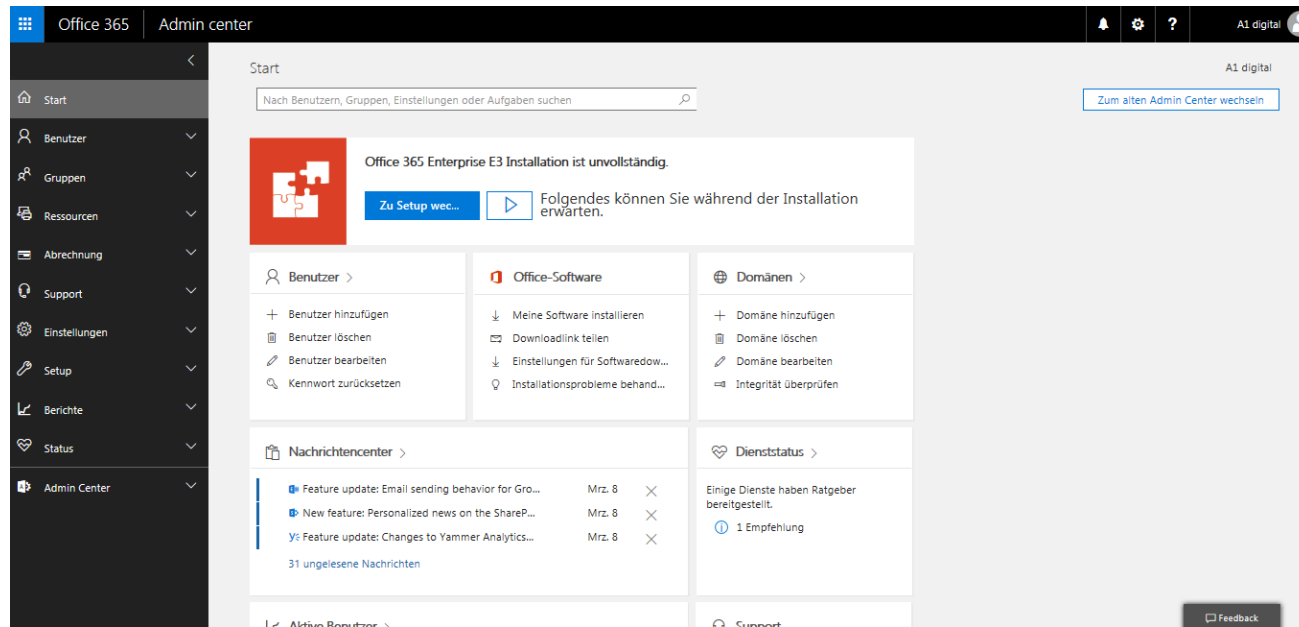 Office 365
Admin center
?
A1 digital
Start
A1 digital
Nach Benutzern, Gruppen, Einstellungen oder Aufgaben suchen
Zum alten Admin Center wechseln
Start
Benutzer
Gruppen
Ressourcen
Abrechnung
Support
Einstellungen
Setup
Berichte
Status
Admin Center
Office 365 Enterprise E3 Installation ist unvollständig.
Zu Setup wec...
Folgendes können Sie während der Installation
erwarten.
Benutzer
Benutzer hinzufügen
Benutzer löschen
Benutzer bearbeiten
Kennwort zurücksetzen
Office-Software
Meine Software installieren
Downloadlink teilen
Einstellungen für Softwaredow...
Installationsprobleme behand...
Domänen
Domäne hinzufügen
Domäne löschen
Domäne bearbeiten
Integrität überprüfen
Nachrichtencenter
Feature update: Email sending behavior for Gro... Mrz. 8
New feature: Personalized news on the ShareP... Mrz. 8
Feature update: Changes to Yammer Analytics... Mrz. 8
31 ungelesene Nachrichten
Dienststatus
Einige Dienste haben Ratgeber
bereitgestellt.
1 Empfehlung
Aktive Benutzer
Support
Feedback